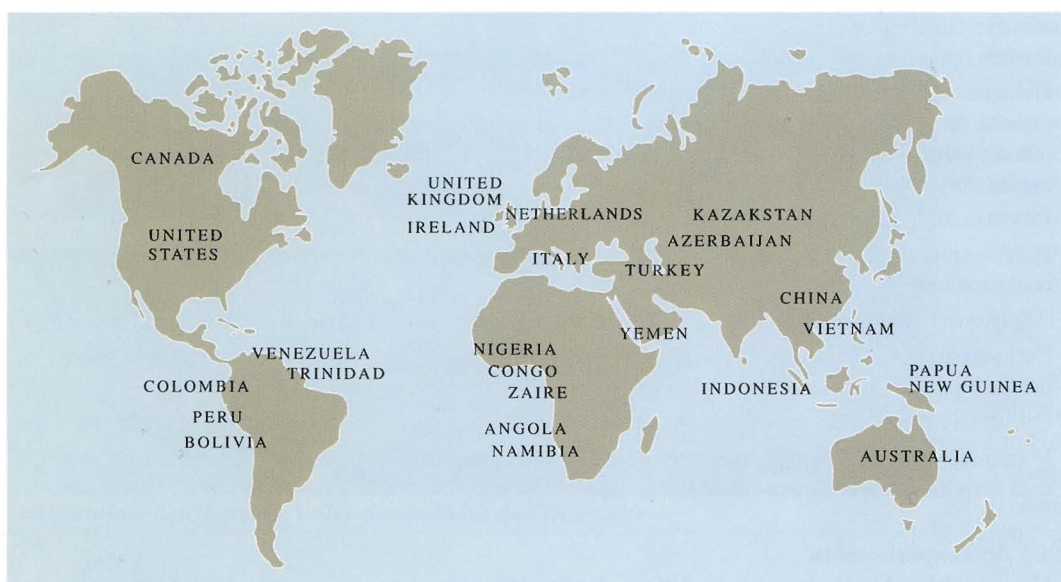 CANADA
UNITED
STATES
VENEZUELA
TRINIDAD
COLOMBIA
PERU
BOLIVIA
UNITED
KINGDOM
IRELAND
NETHERLANDS
ITALY
TURKEY
KAZAKSTAN
AZERBAIJAN
CHINA
VIETNAM
YEMEN
NIGERIA
CONGO
ZAIRE
ANGOLA
NAMIBIA
INDONESIA
PAPUA
NEW GUINEA
AUSTRALIA